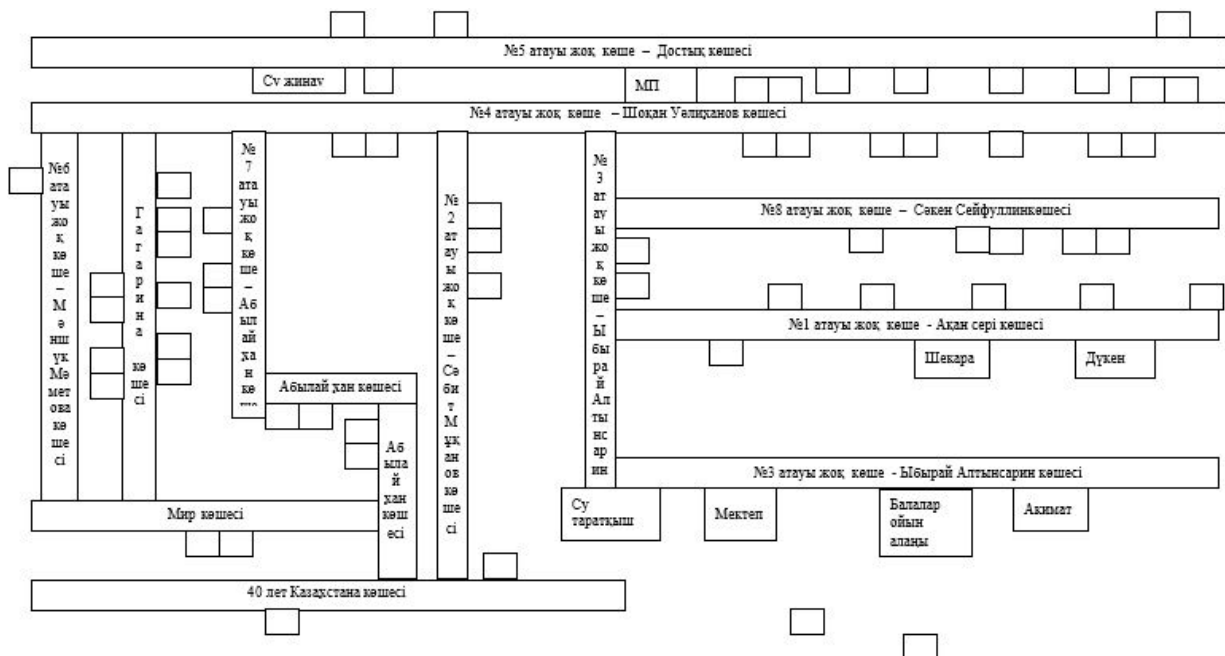 №5 атауы жоқ көше – Достық көшесі
Су жинау
МП
№4 атауы жоқ көше – Шоқан Уәлиханов көшесі
№6 атауы жоқ көше – Мәншүк Мәметова көшесі
Гагарина көшесі
№7 атауы жоқ көше – Абылай хан көше
№2 атауы жоқ көше – Сәбит Мұқанов көшесі
№3 атауы жоқ көше – Ыбырай Алтынсарин
№8 атауы жоқ көше – Сәкен Сейфуллинкөшесі
№1 атауы жоқ көше - Ақан сері көшесі
Шекара
Дүкен
Абылай хан көшесі
Абылай хан көшесі
№3 атауы жоқ көше - Ыбырай Алтынсарин көшесі
Су
таратқыш
Мектеп
Балалар
ойын
алаңы
Акимат
Мир көшесі
40 лет Казахстана көшесі